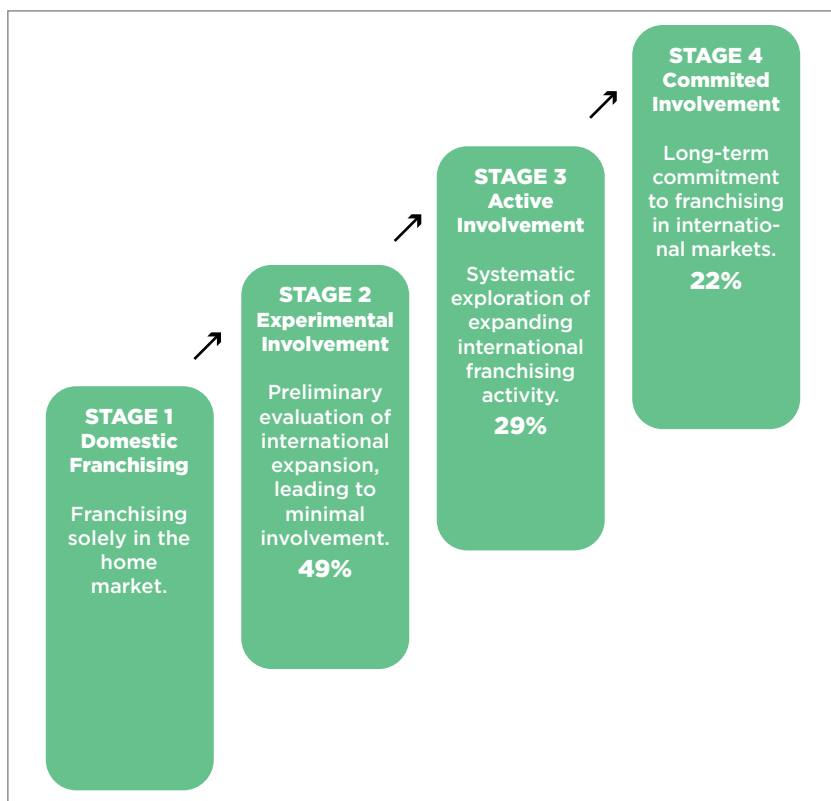 STAGE 1
Domestic
Franchising
Franchising
solely in the
home
market.
STAGE 2
Experimental
Involvement
Preliminary
evaluation of
international
expansion,
leading to
minimal
involvement.
49%
STAGE 3
Active
Involvement
Systematic
exploration of
expanding
international
franchising
activity.
29%
STAGE 4
Commited
Involvement
Long-term
commitment
to franchising
in internatio-
nal markets.
22%